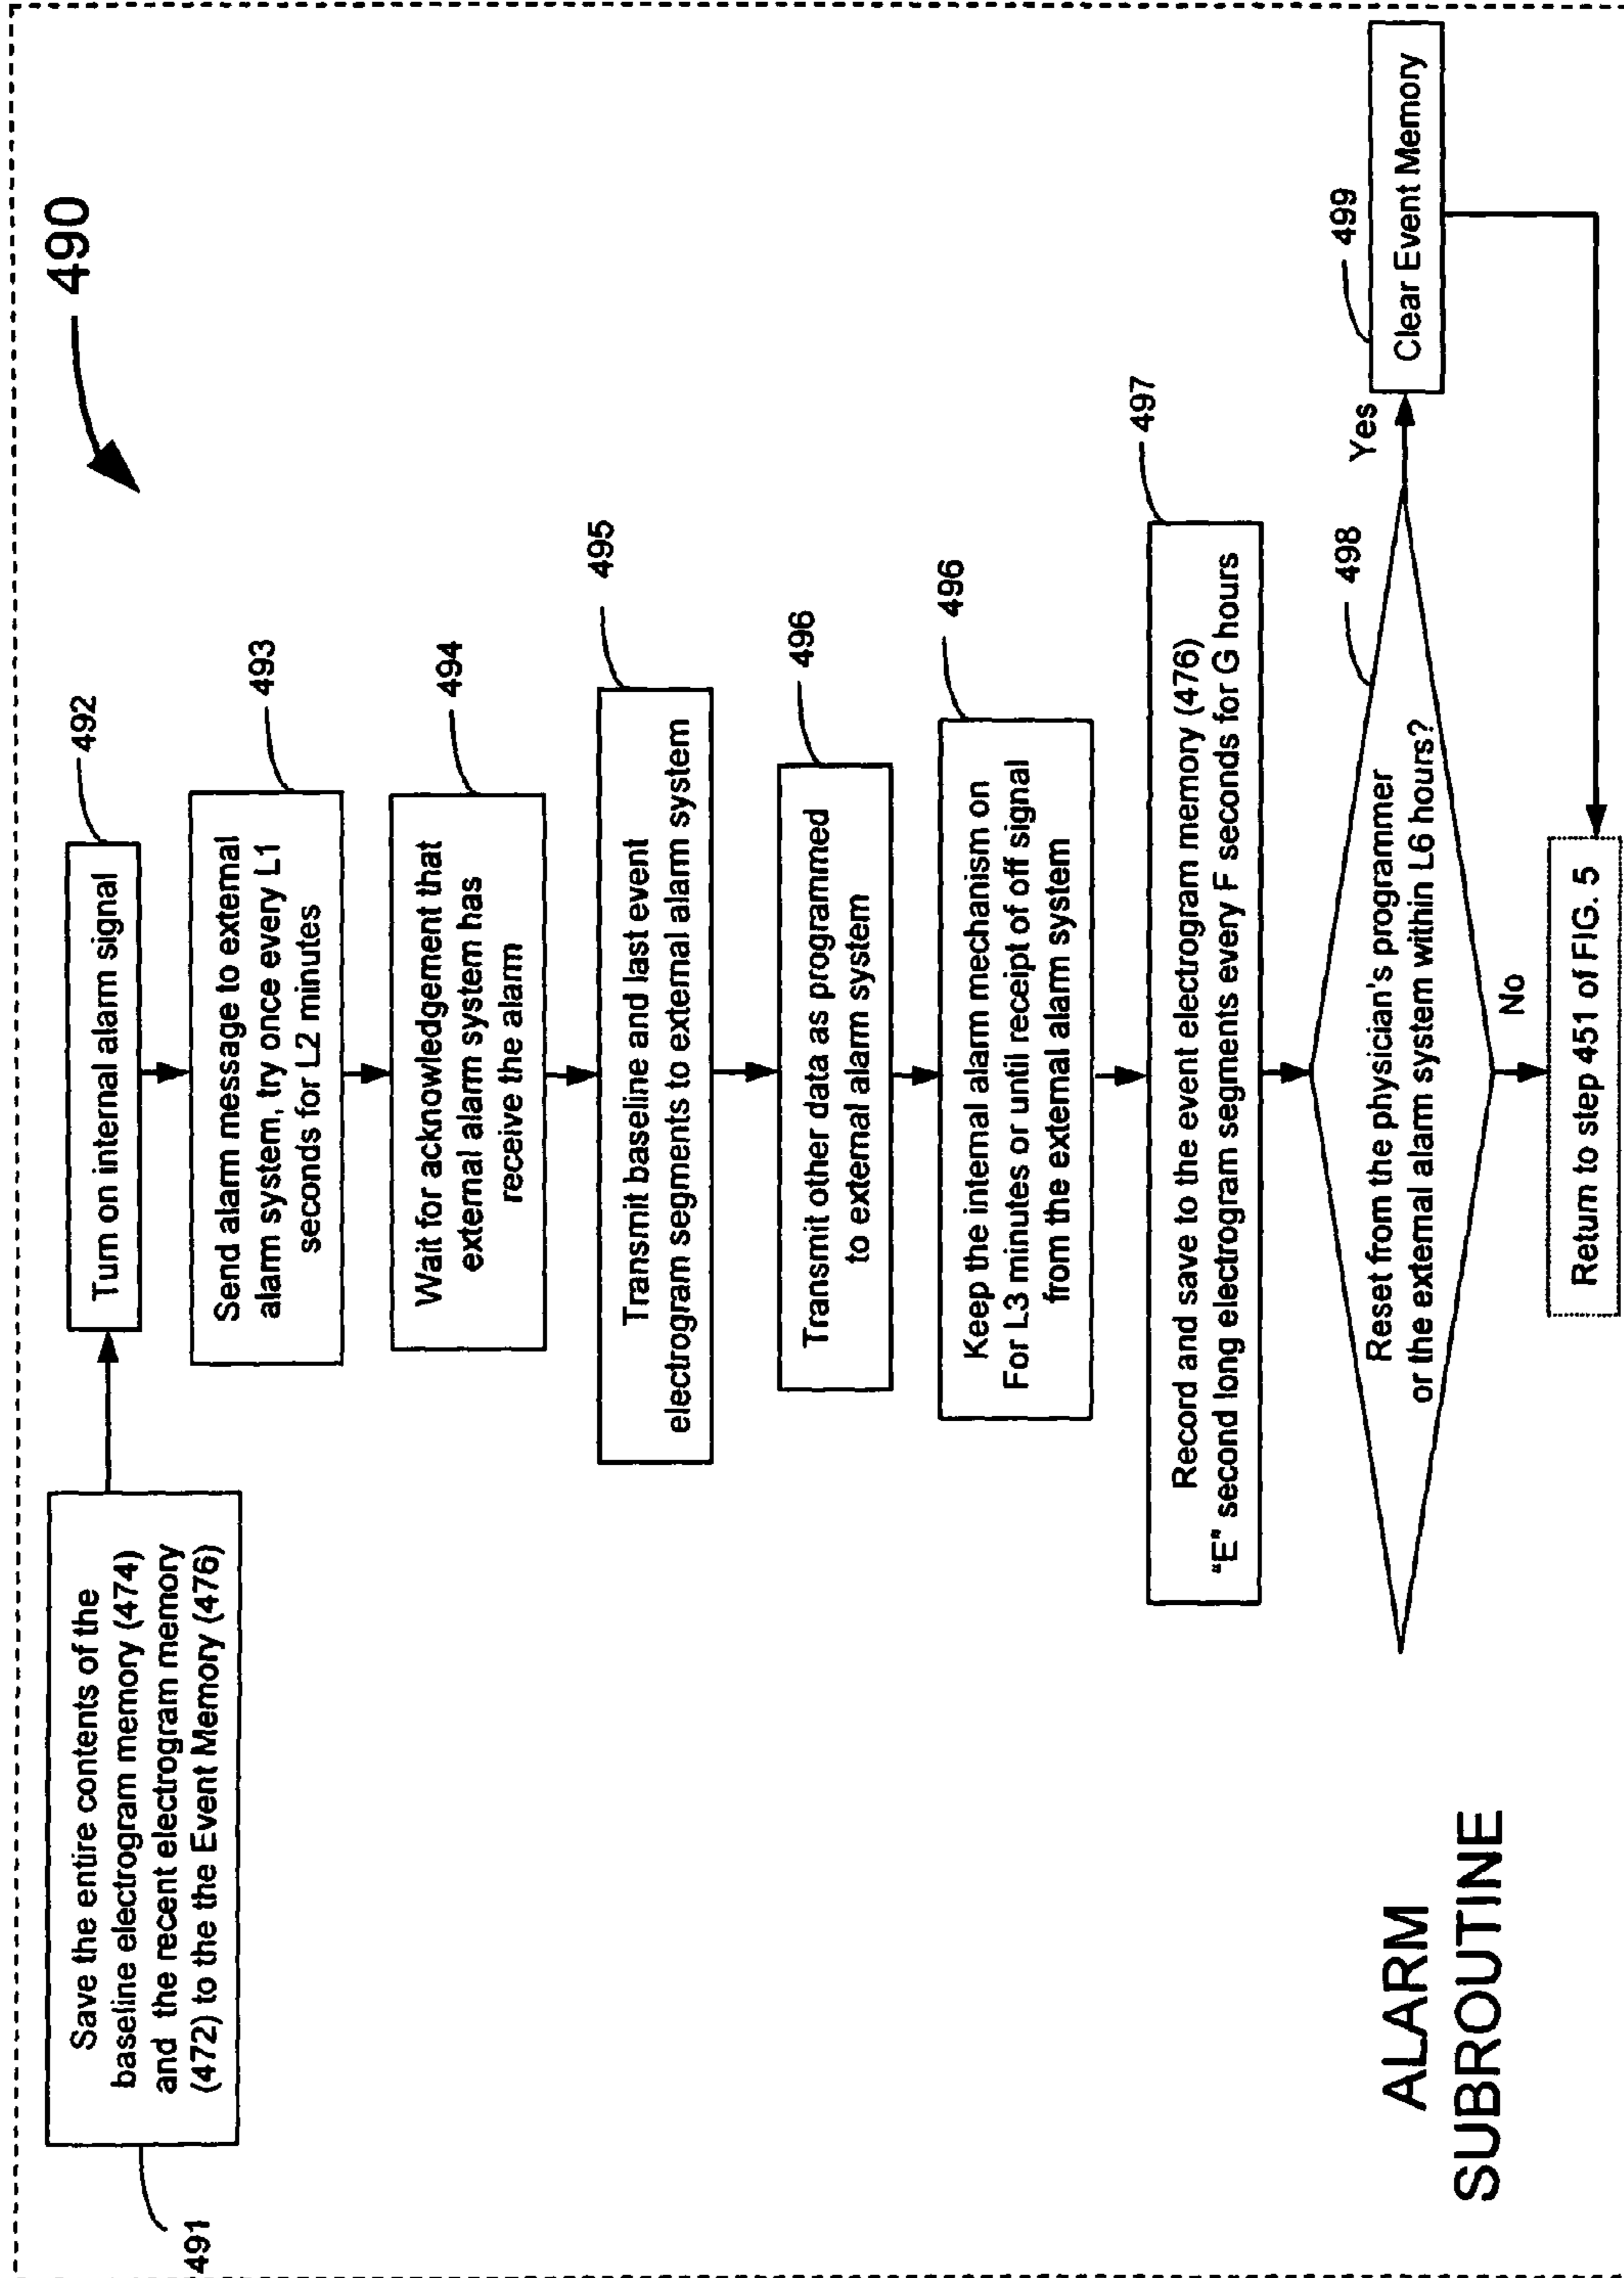 490
Save the entire contents of the
baseline electrogram memory (474)
and the recent electrogram memory
(472) to the the Event Memory (476)
491
Turn on internal alarm signal
492
Send alarm message to external
alarm system, try once every L1
seconds for L2 minutes
493
Wait for acknowledgement that
external alarm system has
receive the alarm
494
Transmit baseline and last event
electrogram segments to external alarm system
495
Transmit other data as programmed
to external alarm system
496
Keep the internal alarm mechanism on
For L3 minutes or until receipt of off signal
from the external alarm system
496
Record and save to the event electrogram memory (476)
"E" second long electrogram segments every F seconds for G hours
497
Reset from the physician's programmer
or the external alarm system within L6 hours?
498
Yes
Clear Event Memory
499
No
Return to step 451 of FIG. 5
ALARM
SUBROUTINE